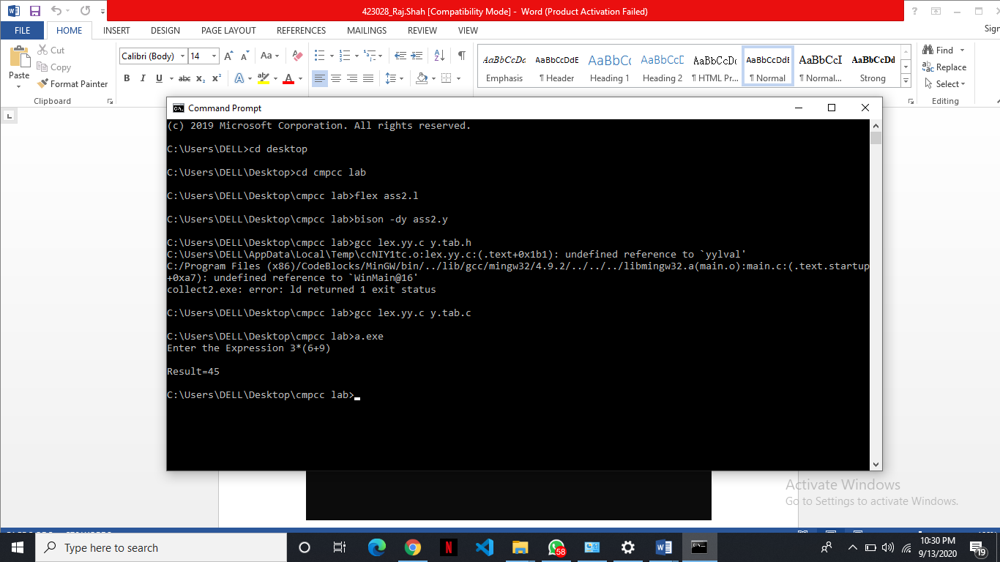 423028_Raj.Shah [Compatibility Mode] - Word (Product Activation Failed)
FILE HOME INSERT DESIGN PAGE LAYOUT REFERENCES MAILINGS REVIEW VIEW Sign
Paste
Cut
Copy
Format Painter
Clipboard
Calibri (Body) 14
AaBbCcDc AaBbCcDdE AaBbCc AaBbCcD AaBbCcDc AaBbCcDdE AaBbCcI AaBbCcDd
Emphasis ¶ Header Heading 1 Heading 2 ¶ HTML Pr... ¶ Normal ¶ Normal... Strong
Find
Replace
Select
Editing
Command Prompt
(c) 2019 Microsoft Corporation. All rights reserved.
C:\Users\DELL>cd desktop
C:\Users\DELL\Desktop>cd cmpcc lab
C:\Users\DELL\Desktop\cmpcc lab>flex ass2.l
C:\Users\DELL\Desktop\cmpcc lab>bison -dy ass2.y
C:\Users\DELL\Desktop\cmpcc lab>gcc lex.yy.c y.tab.h
C:\Users\DELL\AppData\Local\Temp\ccNIY1tc.o:lex.yy.c:(.text+0x1b1): undefined reference to `yylval'
C:/Program Files (x86)/CodeBlocks/MinGW/bin/../lib/gcc/mingw32/4.9.2/../../../libmingw32.a(main.o):main.c:(.text.startup
+0xa7): undefined reference to `WinMain@16'
collect2.exe: error: ld returned 1 exit status
C:\Users\DELL\Desktop\cmpcc lab>gcc lex.yy.c y.tab.c
C:\Users\DELL\Desktop\cmpcc lab>a.exe
Enter the Expression 3*(6+9)
Result=45
C:\Users\DELL\Desktop\cmpcc lab>
Activate Windows
Go to Settings to activate Windows.
Type here to search
58
10:30 PM
9/13/2020
19